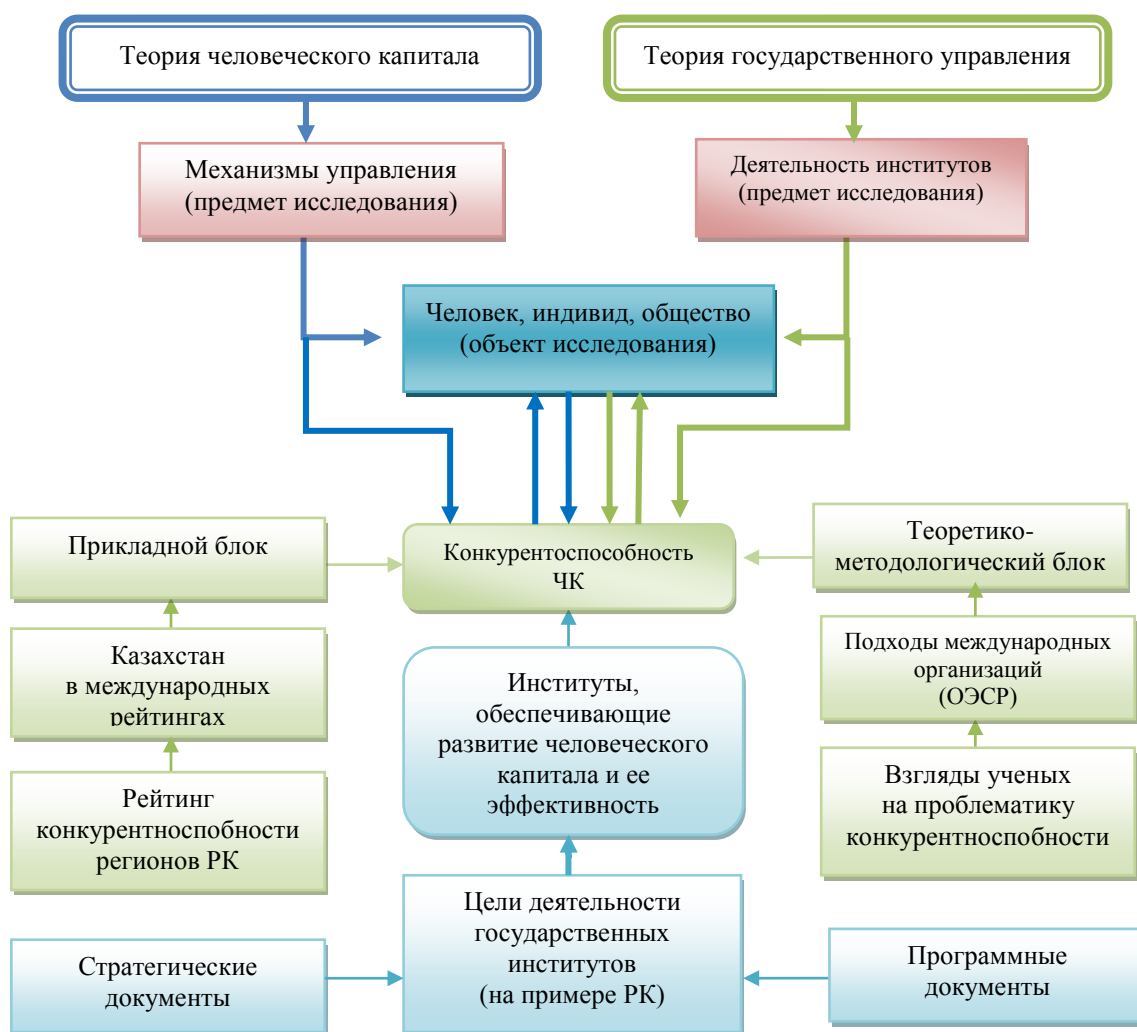 Теория человеческого капитала
Теория государственного управления
Механизмы управления
(предмет исследования)
Деятельность институтов
(предмет исследования)
Человек, индивид, общество
(объект исследования)
Прикладной блок
Конкурентоспособность
ЧК
Теоретико-
методологический блок
Казахстан
в международных
рейтингах
Институты,
обеспечивающие
развитие человеческого
капитала и ее
эффективность
Подходы международных
организаций
(ОЭСР)
Рейтинг
конкурентноспобности
регионов РК
Взгляды ученых
на проблематику
конкурентноспобности
Цели деятельности
государственных
институтов
(на примере РК)
Стратегические
документы
Программные
документы